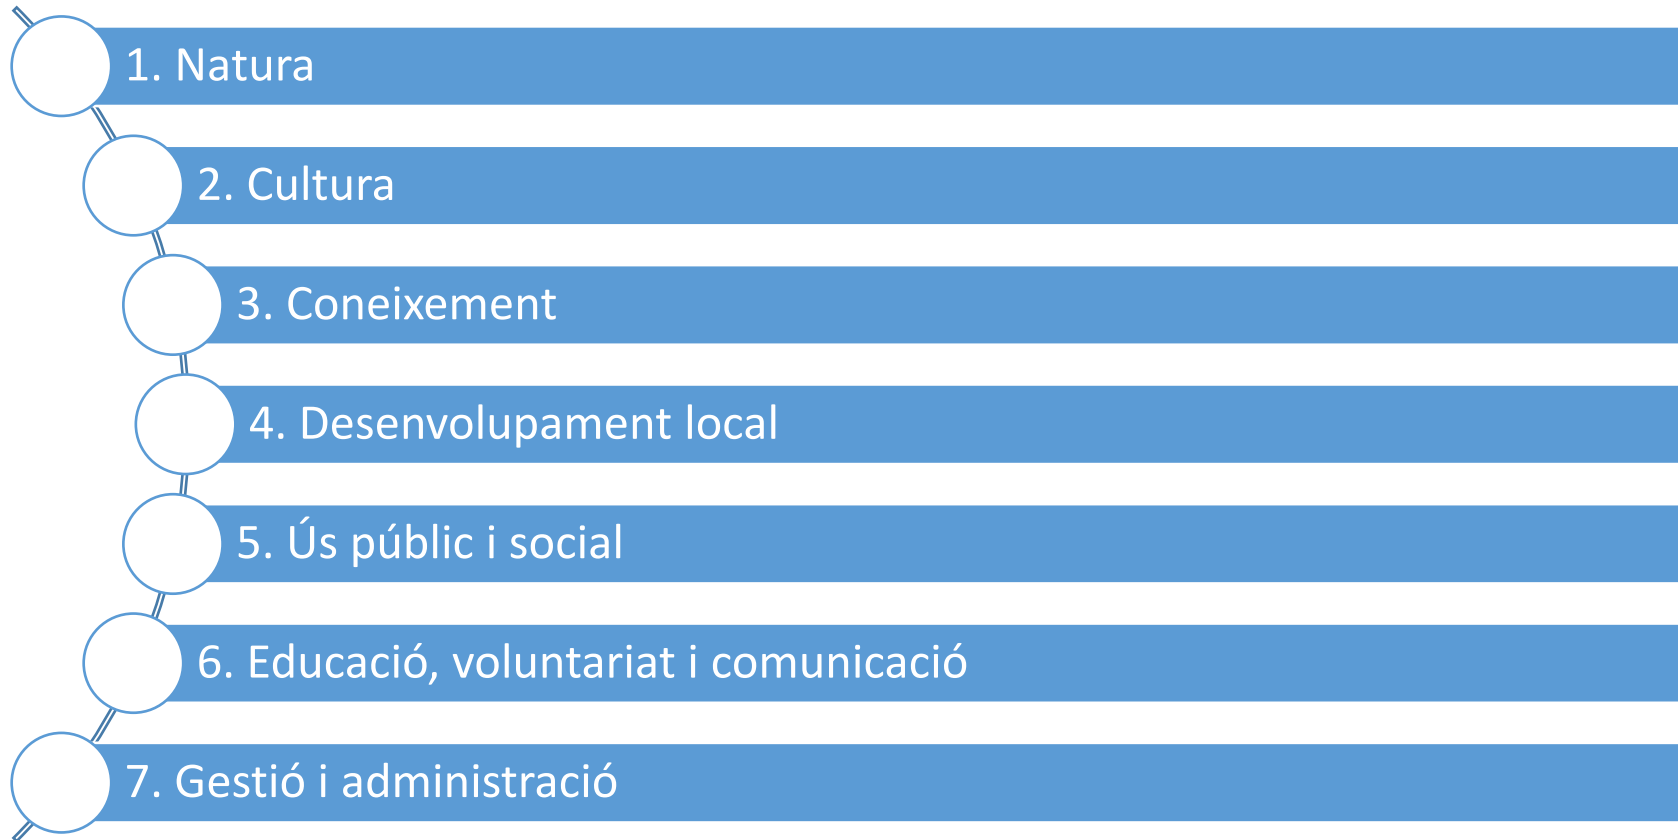 1. Natura
2. Cultura
3. Coneixement
4. Desenvolupament local
5. Ús públic i social
6. Educació, voluntariat i comunicació
7. Gestió i administració